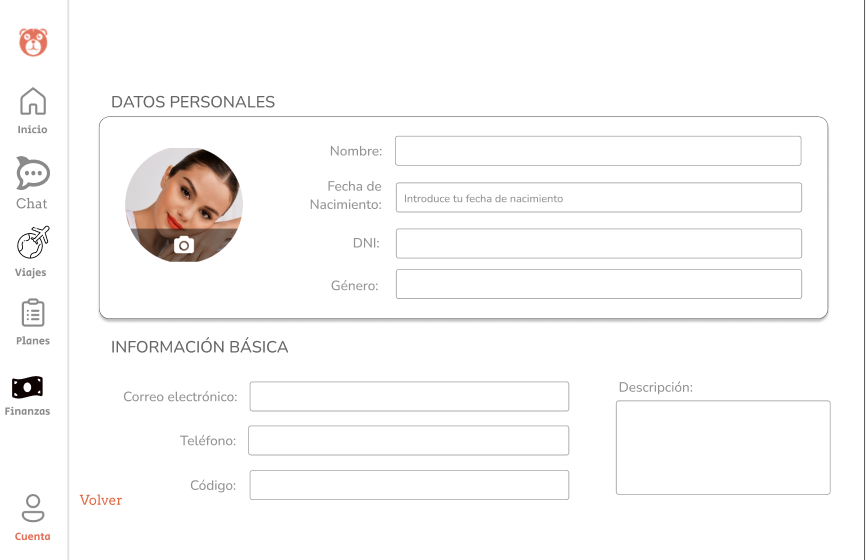 Inicio
Chat
Viajes
Planes
Finanzas
Cuenta
Volver
DATOS PERSONALES
Nombre:
Fecha de
Nacimiento:
Introduce tu fecha de nacimiento
DNI:
Género:
INFORMACIÓN BÁSICA
Correo electrónico:
Teléfono:
Código:
Descripción: